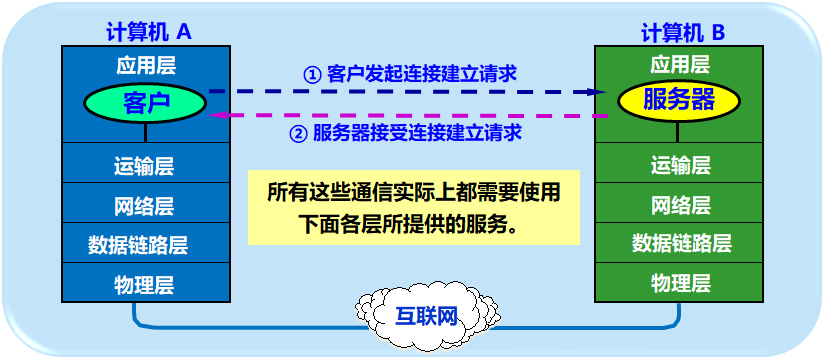 计算机 A
计算机 B
应用层
应用层
① 客户发起连接建立请求
客户
服务器
② 服务器接受连接建立请求
运输层
运输层
所有这些通信实际上都需要使用
下面各层所提供的服务。
网络层
网络层
数据链路层
数据链路层
物理层
物理层
互联网